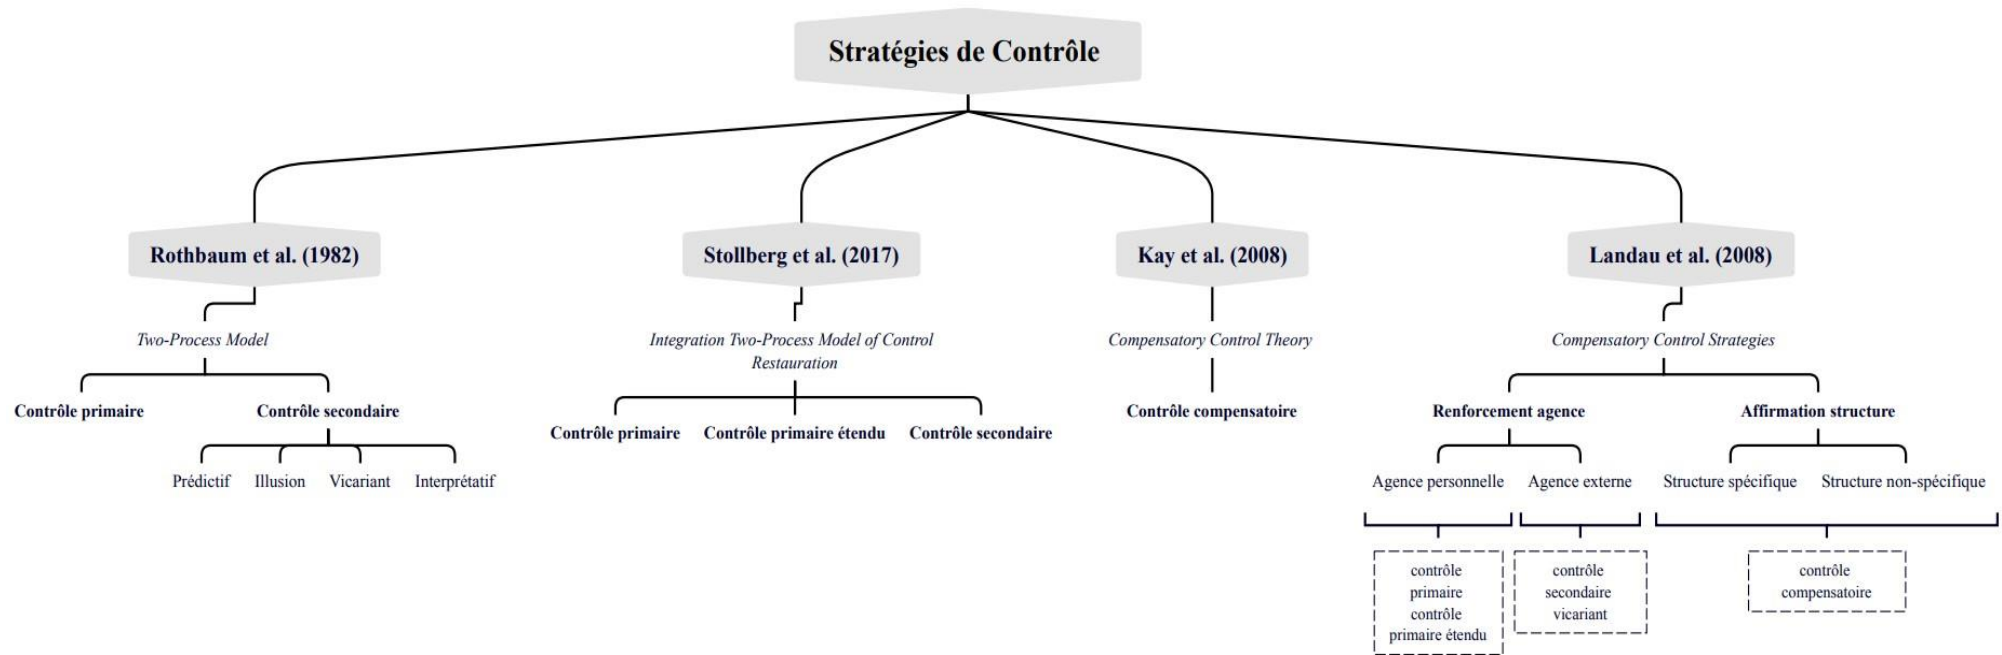 Stratégies de Contrôle
Rothbaum et al. (1982)
Stollberg et al. (2017)
Kay et al. (2008)
Landau et al. (2008)
Two-Process Model
Integration Two-Process Model of Control
Restauration
Compensatory Control Theory
Compensatory Control Strategies
Contrôle primaire
Contrôle secondaire
Contrôle primaire
Contrôle primaire étendu
Contrôle secondaire
Contrôle compensatoire
Renforcement agence
Affirmation structure
Prédictif
Illusion
Vicariant
Interprétatif
Agence personnelle
Agence externe
Structure spécifique
Structure non-spécifique
contrôle
primaire
contrôle
primaire étendu
contrôle
secondaire
vicariant
contrôle
compensatoire